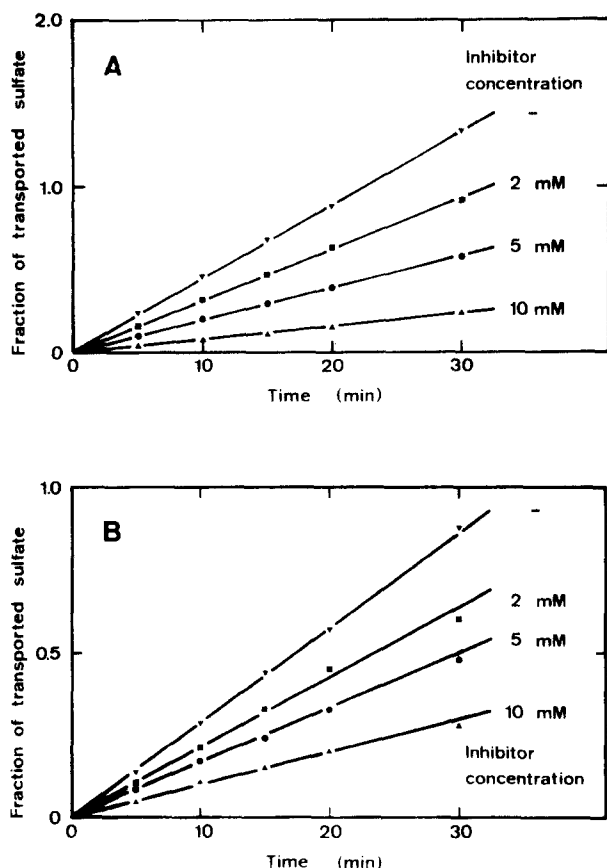 2.0
A
Inhibitor
concentration
–
1.0
2 mM
5 mM
10 mM
0
0
10
20
30
Fraction of transported sulfate
Time (min)
1.0
B
–
2 mM
0.5
5 mM
10 mM
Inhibitor
concentration
0
0
10
20
30
Fraction of transported sulfate
Time (min)